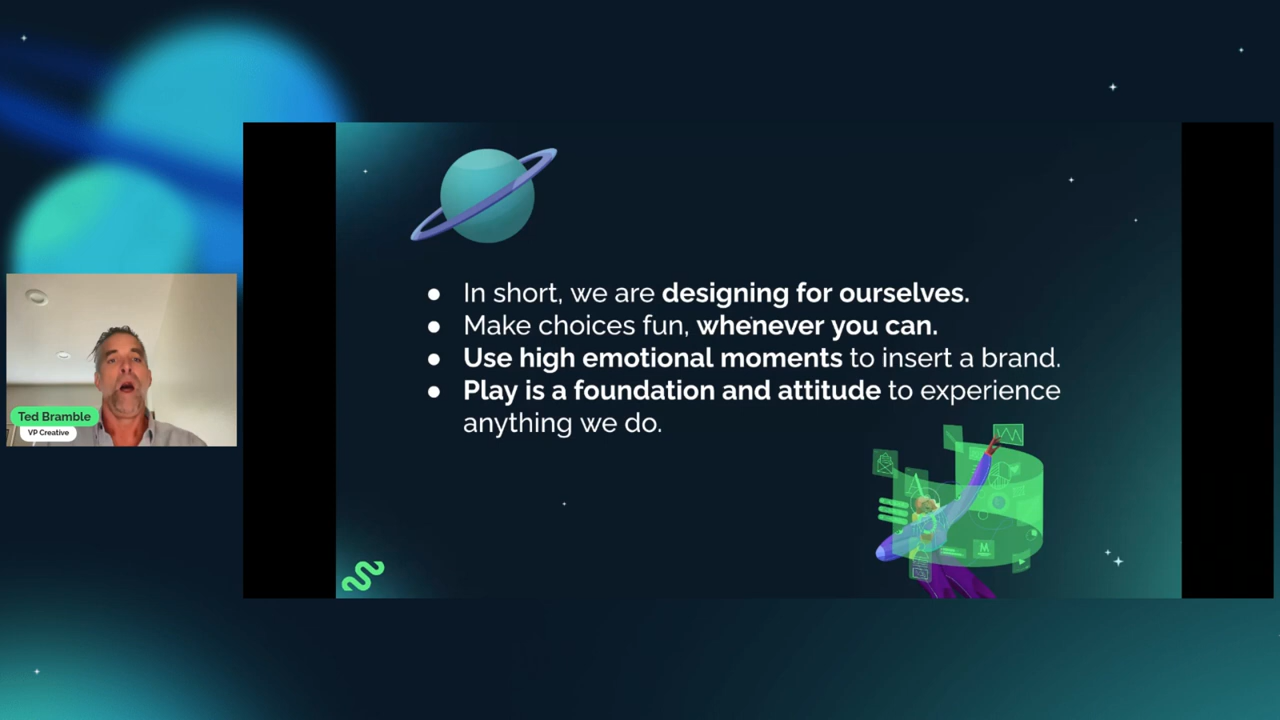 In short, we are designing for ourselves.
Make choices fun, whenever you can.
Use high emotional moments to insert a brand.
Play is a foundation and attitude to experience
anything we do.
Ted Bramble
VP Creative
A
M